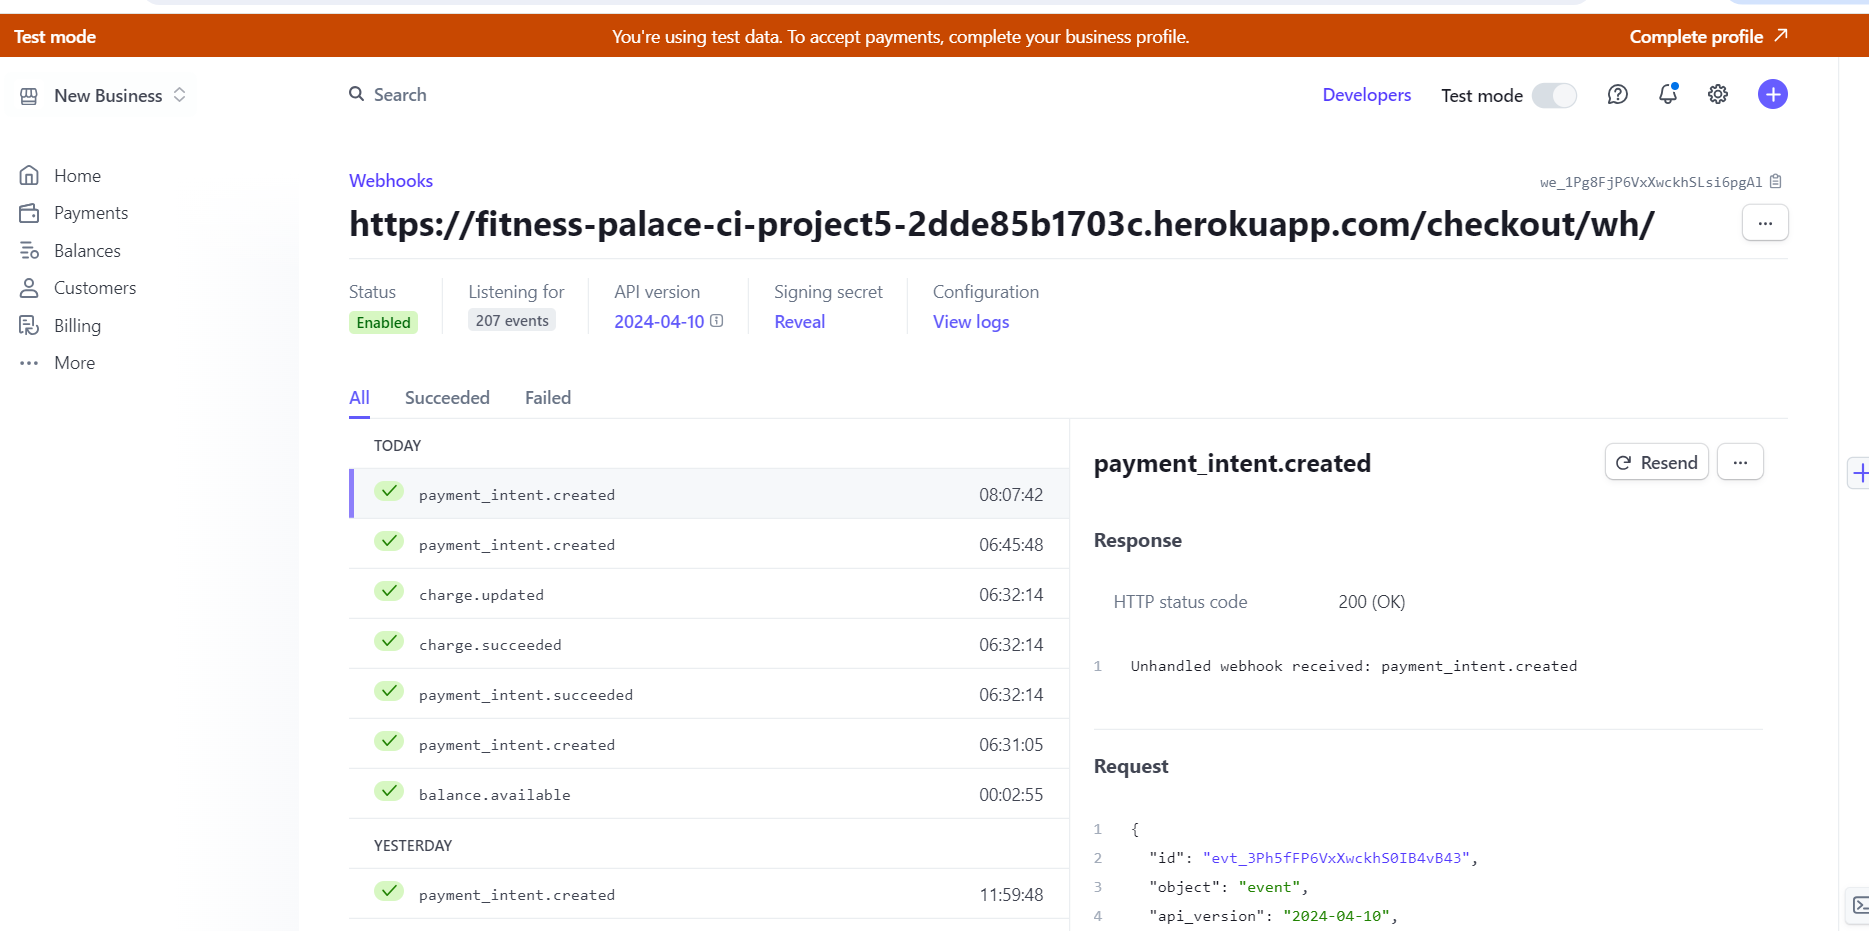 Test mode
You're using test data. To accept payments, complete your business profile.
Complete profile
New Business
Search
Developers
Test mode
Home
Payments
Balances
Customers
Billing
More
Webhooks
we_1Pg8FjP6VxXwckhSLsi6pgAl
https://fitness-palace-ci-project5-2dde85b1703c.herokuapp.com/checkout/wh/
Status
Enabled
Listening for
207 events
API version
2024-04-10
Signing secret
Reveal
Configuration
View logs
All Succeeded Failed
TODAY
payment_intent.created 08:07:42
payment_intent.created 06:45:48
charge.updated 06:32:14
charge.succeeded 06:32:14
payment_intent.succeeded 06:32:14
payment_intent.created 06:31:05
balance.available 00:02:55
YESTERDAY
payment_intent.created 11:59:48
payment_intent.created
Resend
Response
HTTP status code 200 (OK)
1 Unhandled webhook received: payment_intent.created
Request
1 {
2 "id": "evt_3Ph5fFP6VxXwckhS0IB4vB43",
3 "object": "event",
4 "api_version": "2024-04-10",